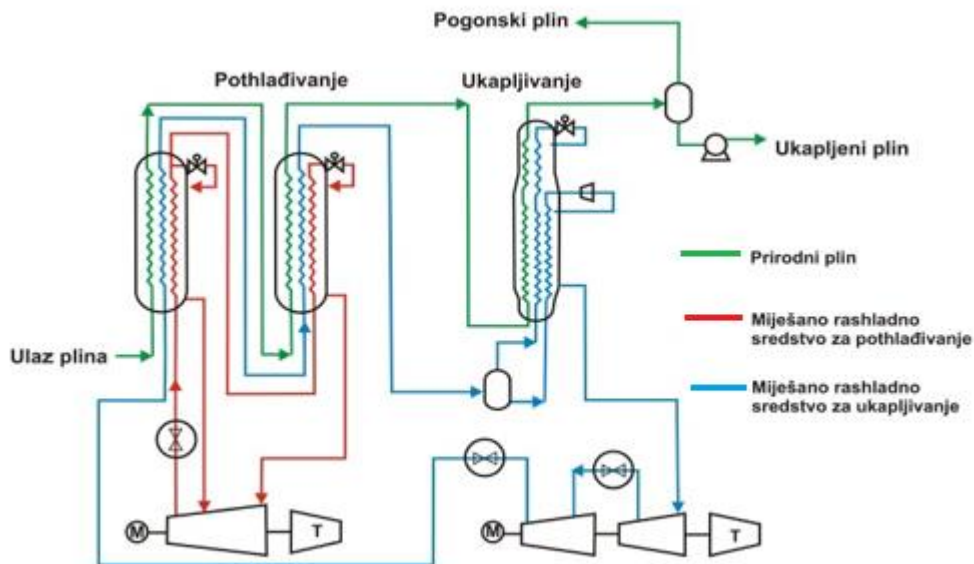 Pogonski plin
Pothlađivanje
Ukapljivanje
Ukapljeni plin
Prirodni plin
Ulaz plina
Miješano rashladno
sredstvo za pothlađivanje
Miješano rashladno
sredstvo za ukapljivanje
M
T
M
T